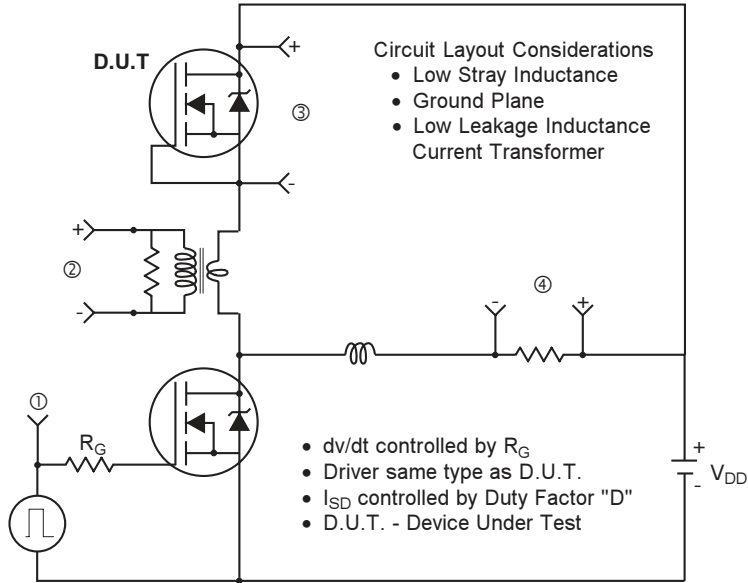 D.U.T
+
③
-
Circuit Layout Considerations
• Low Stray Inductance
• Ground Plane
• Low Leakage Inductance
Current Transformer
+
②
-
④
-
+
①
R_G
• dv/dt controlled by R_G
• Driver same type as D.U.T.
• I_SD controlled by Duty Factor "D"
• D.U.T. - Device Under Test
+
V_DD
-